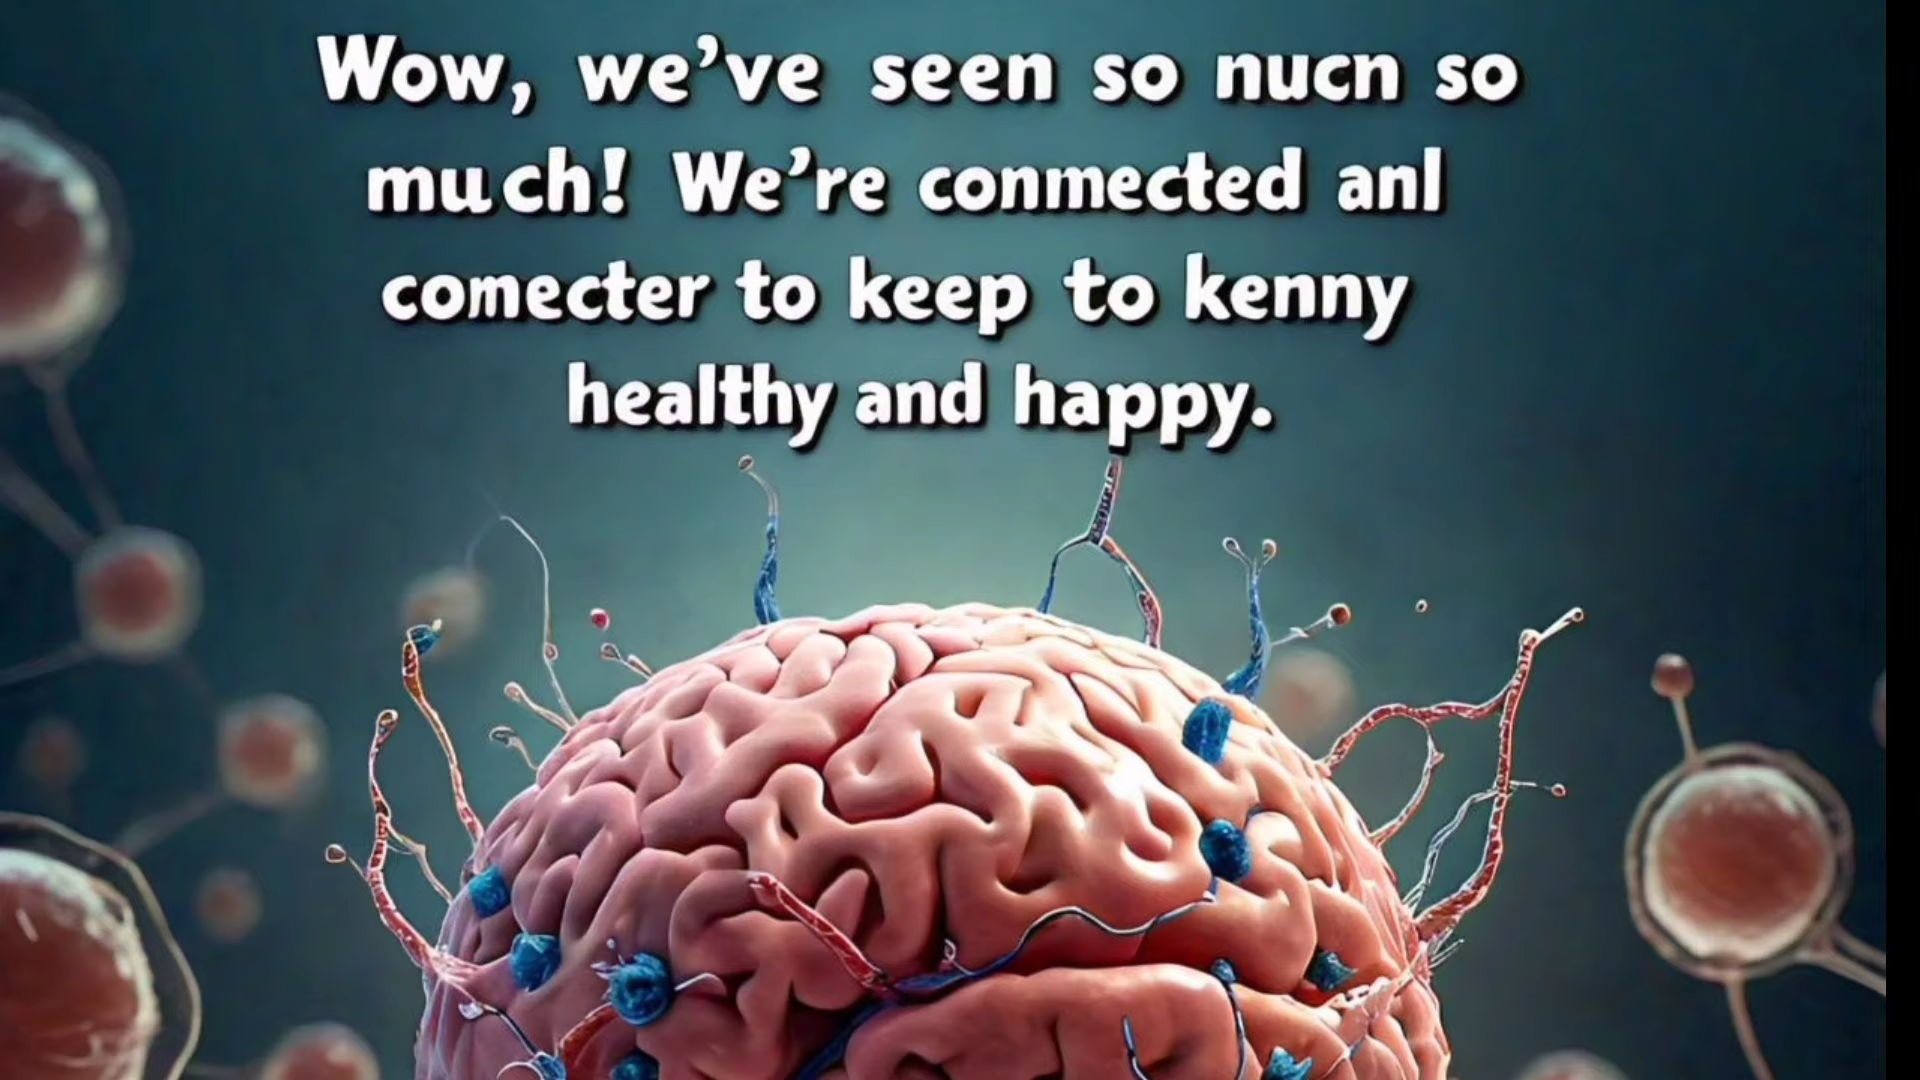 Wow, we've seen so nucn so
much! We're conmected anl
comecter to keep to kenny
healthy and happy.